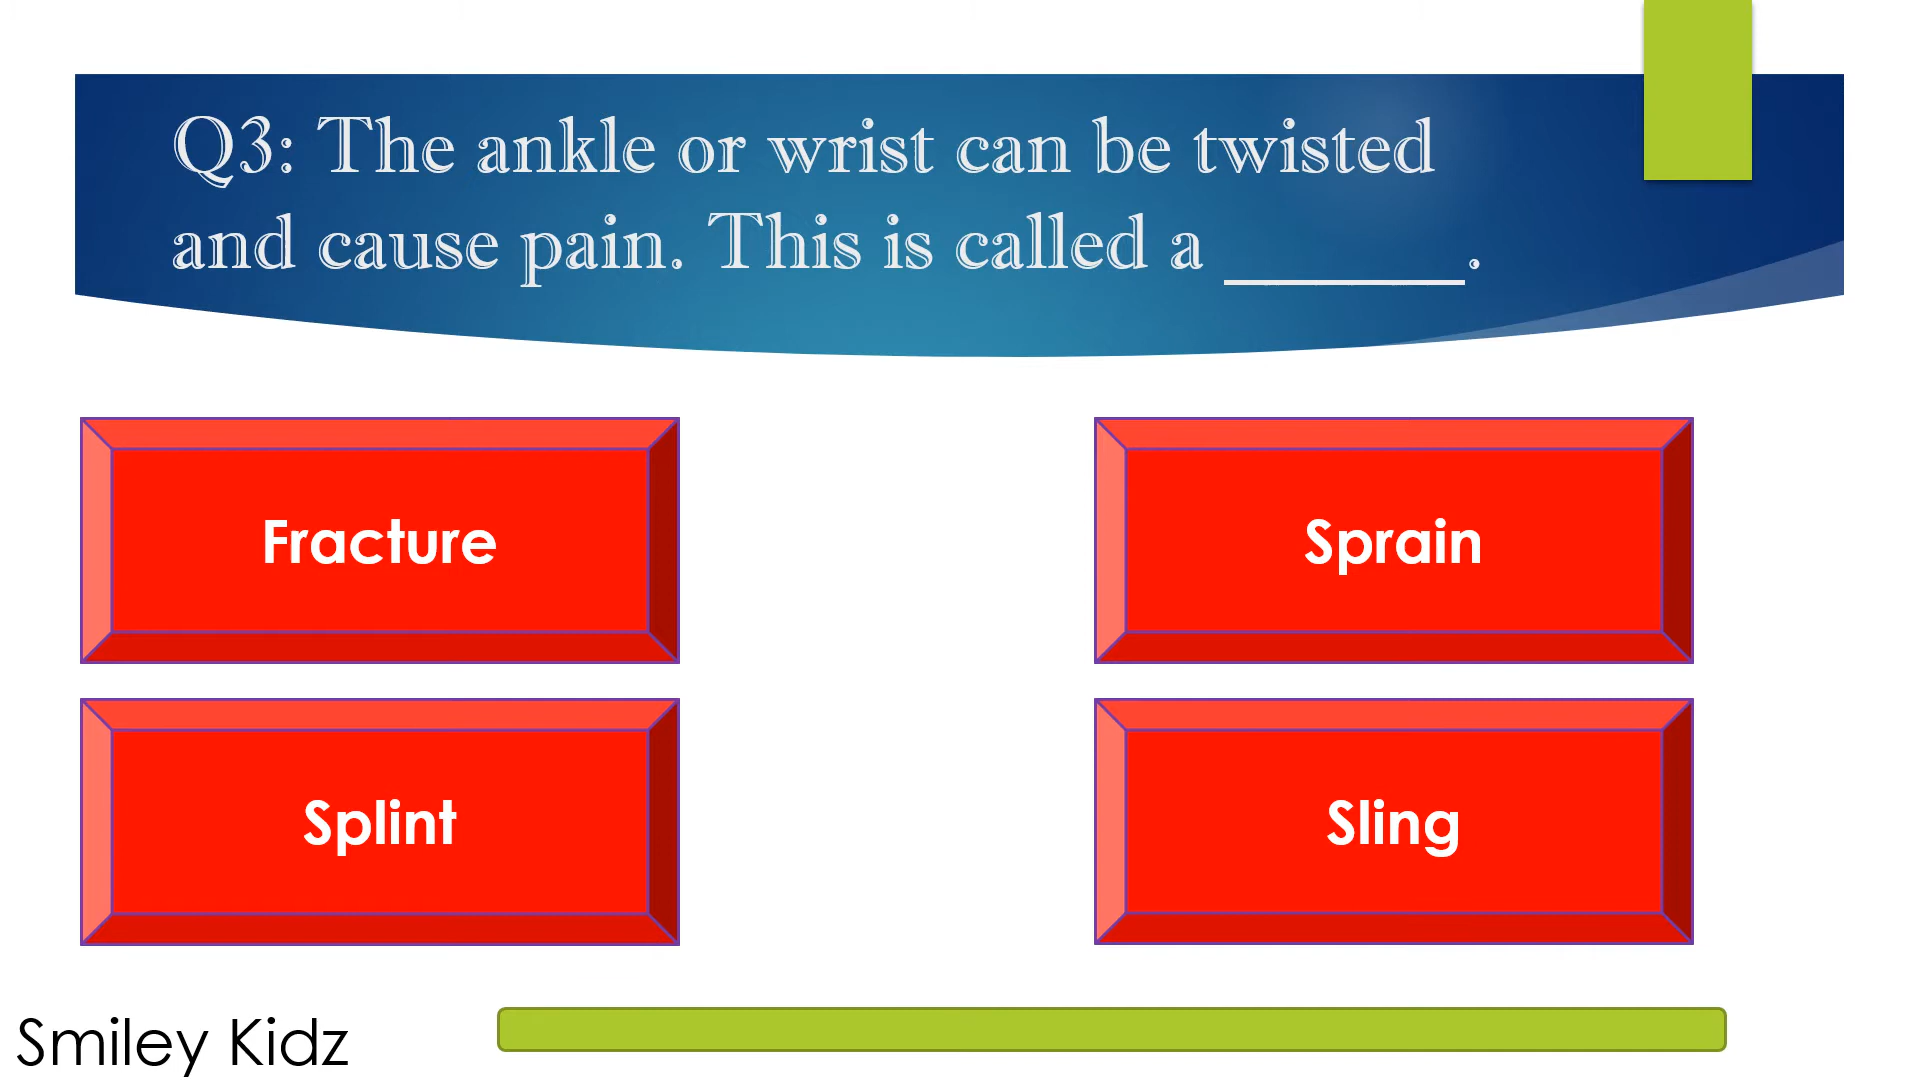 Q3: The ankle or wrist can be twisted
and cause pain. This is called a ______.
Fracture
Sprain
Splint
Sling
Smiley Kidz